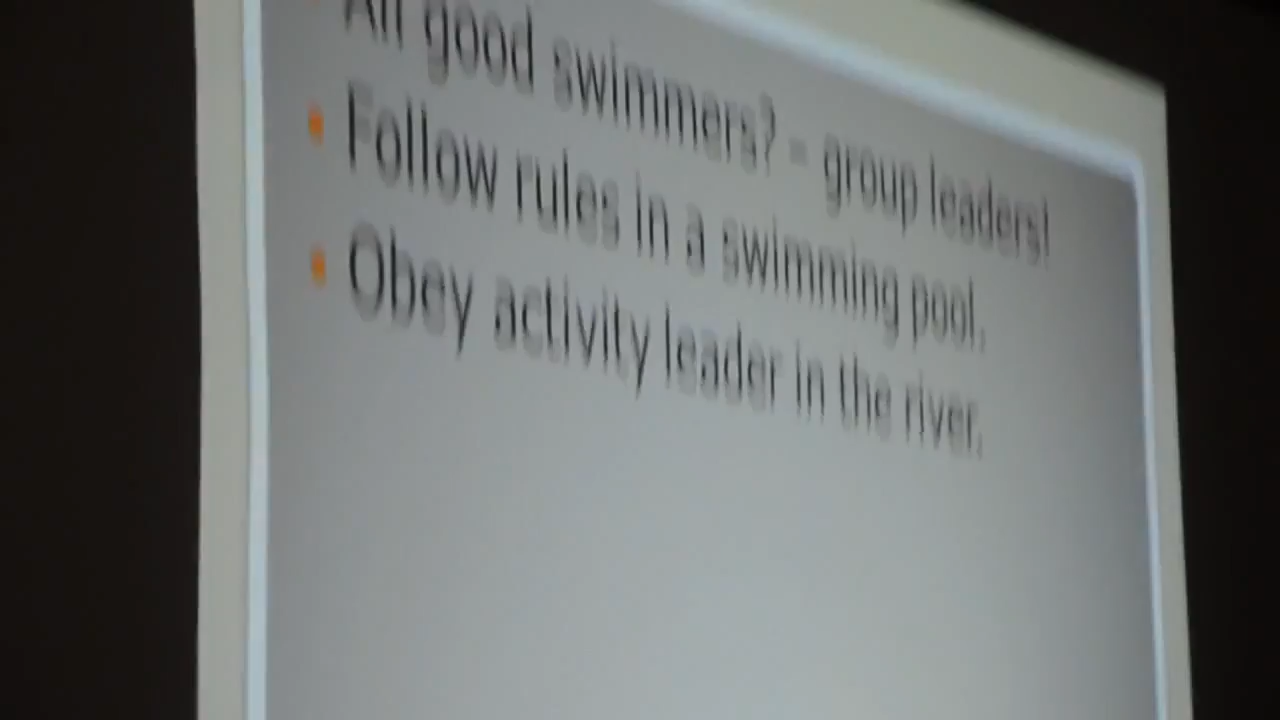 All good swimmers? - group leaders!
Follow rules in a swimming pool.
Obey activity leader in the river.